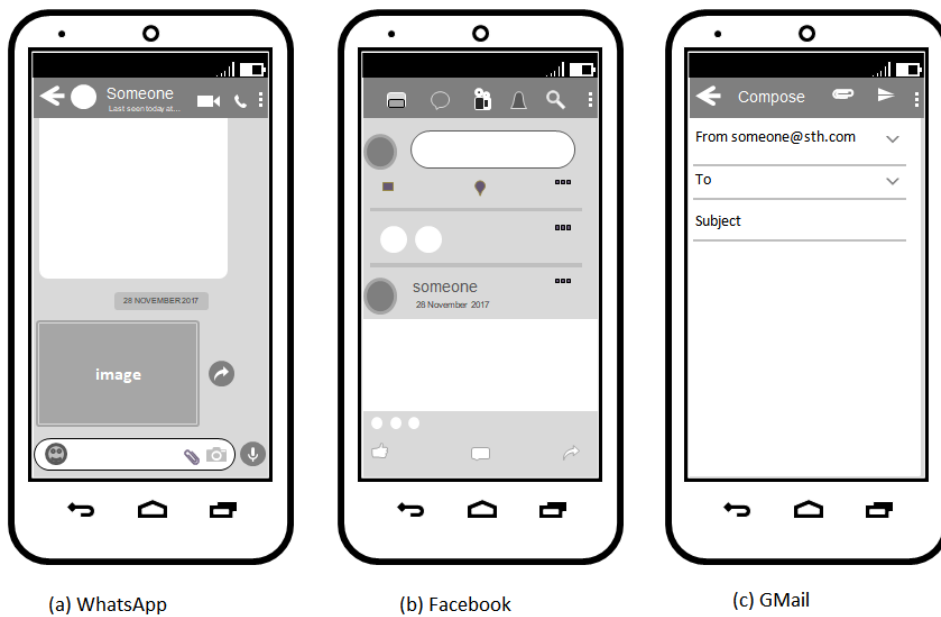 Someone
Last seen today at...
28 NOVEMBER 2017
image
(a) WhatsApp
someone
28 November 2017
(b) Facebook
Compose
From someone@sth.com
To
Subject
(c) GMail